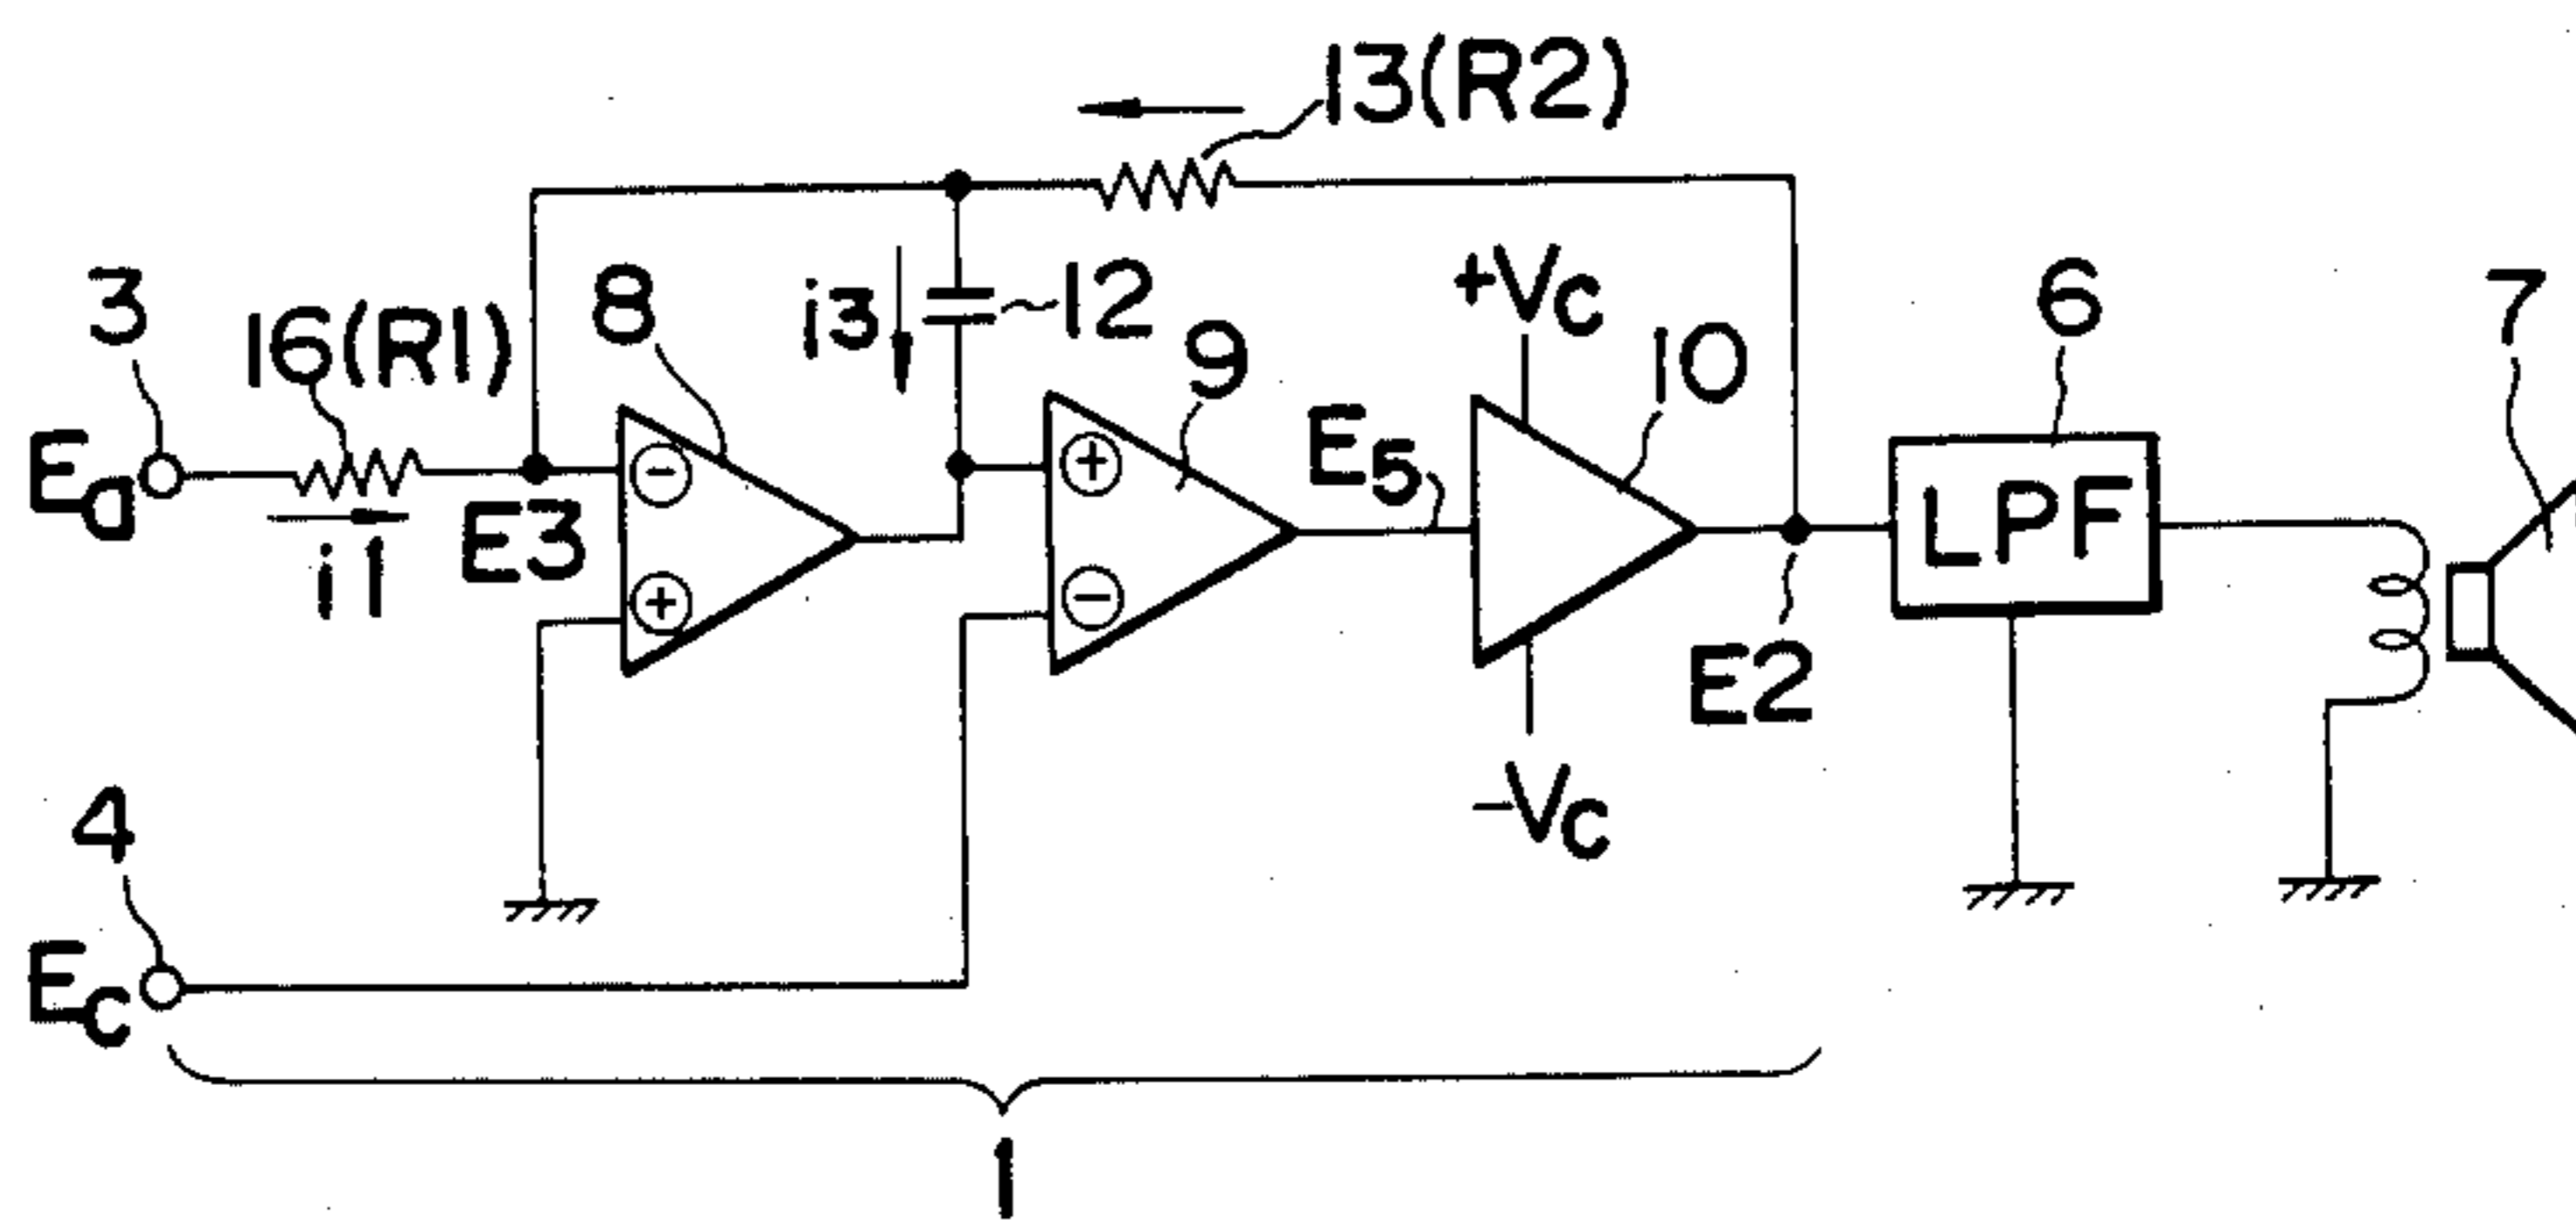 13(R2)
3
16(R1)
8
i3
12
9
+Vc
10
6
7
Ea
i1
E3
⊖
⊕
⊕
⊖
E5
E2
LPF
-Vc
4
Ec
1